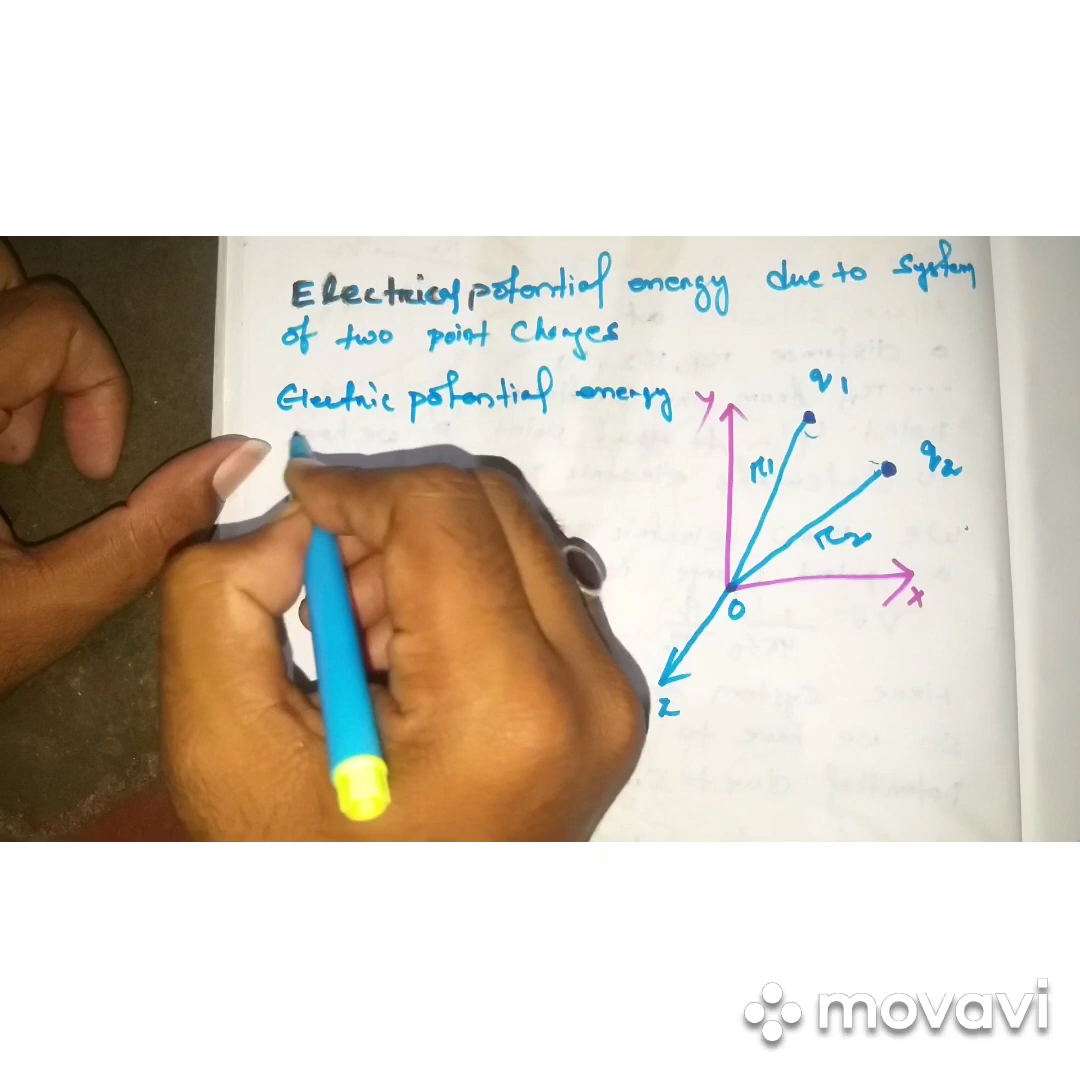 Electrical potential energy due to system
of two point charges
Electric potential energy
Y
q1
q2
r1
r2
O
X
Z
movavi